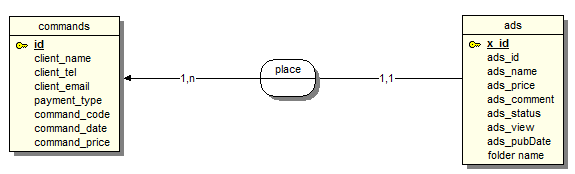 commands
id
client_name
client_tel
client_email
payment_type
command_code
command_date
command_price
1,n
place
1,1
ads
x_id
ads_id
ads_name
ads_price
ads_comment
ads_status
ads_view
ads_pubDate
folder name